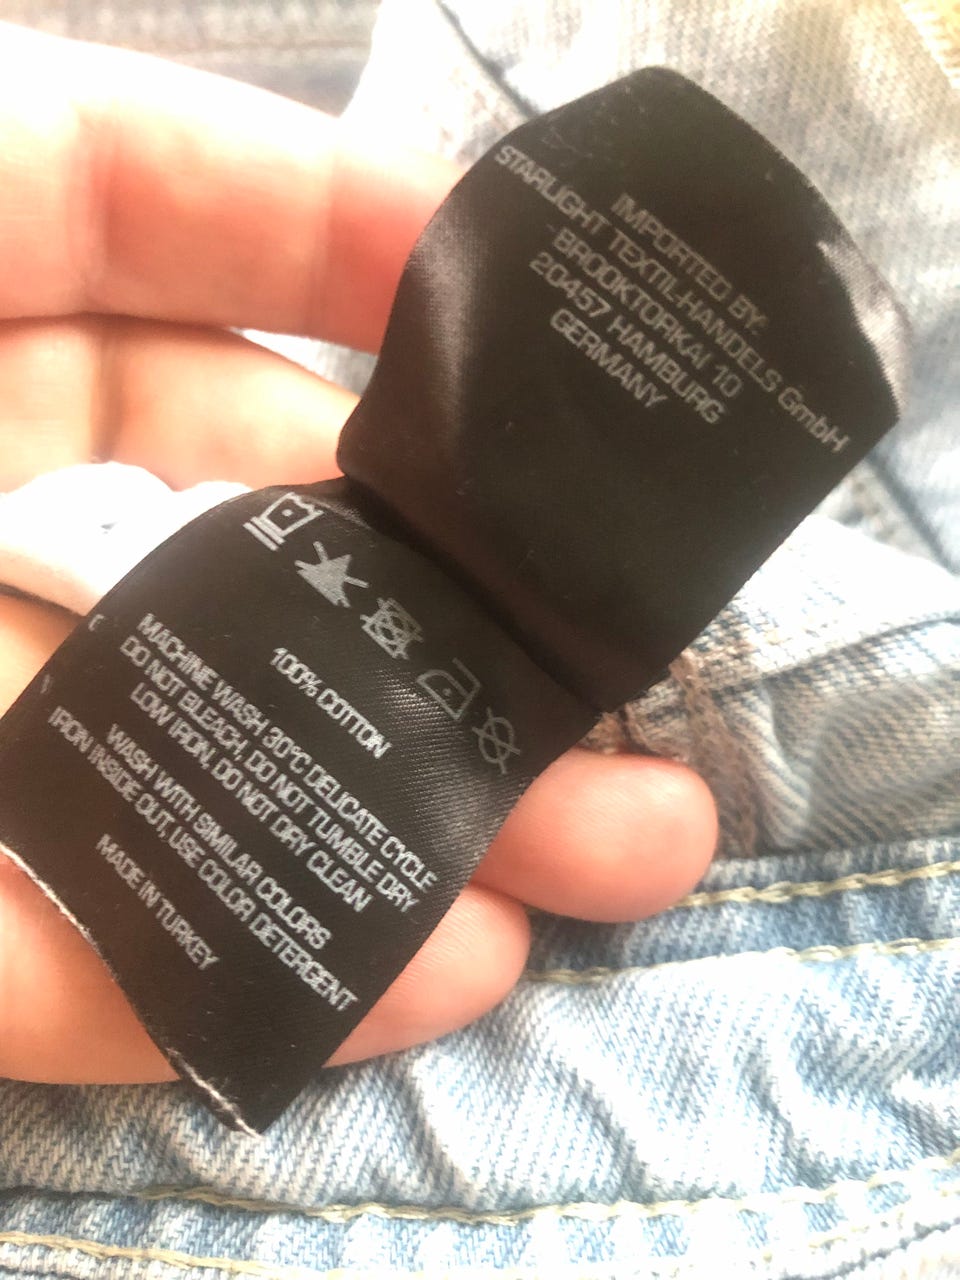 IMPORTED BY:
STARLIGHT TEXTIL-HANDELS GmbH
BROOKTORKAI 10
20457 HAMBURG
GERMANY
100% COTTON
MACHINE WASH 30°C DELICATE CYCLE
DO NOT BLEACH, DO NOT TUMBLE DRY
LOW IRON, DO NOT DRY CLEAN
WASH WITH SIMILAR COLORS
IRON INSIDE OUT, USE COLOR DETERGENT
MADE IN TURKEY